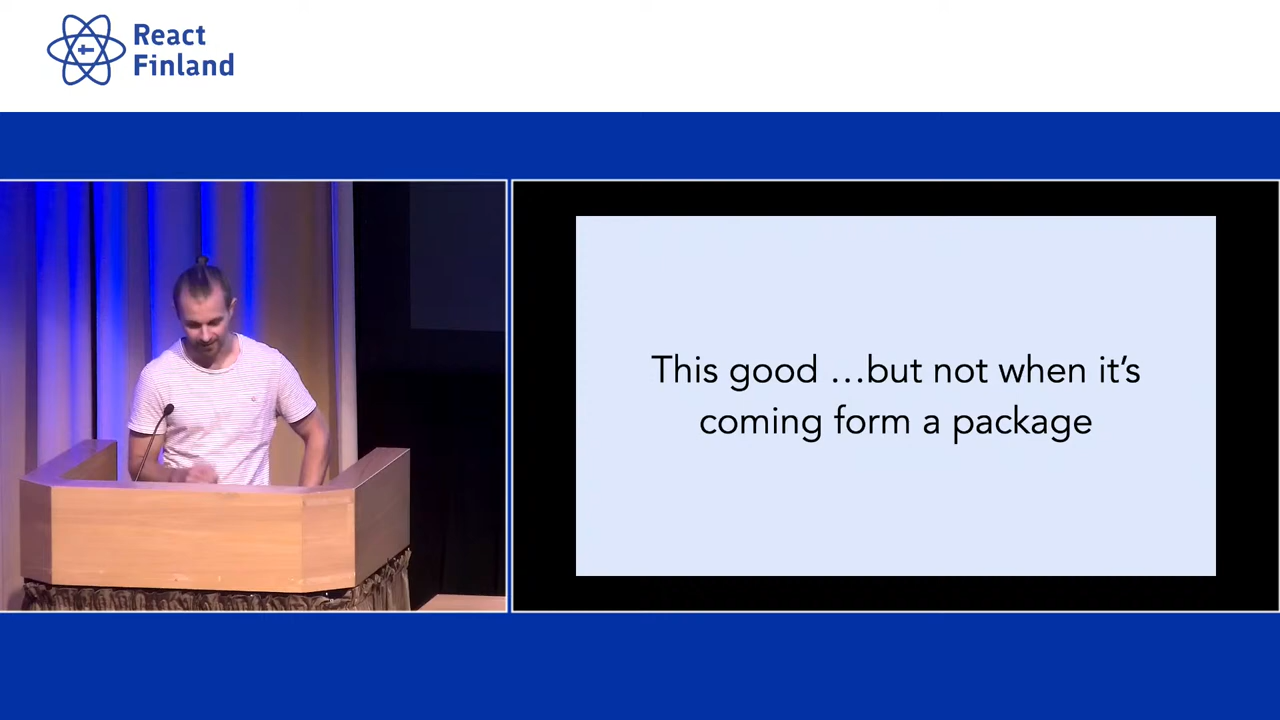 React
Finland
This good …but not when it’s
coming form a package